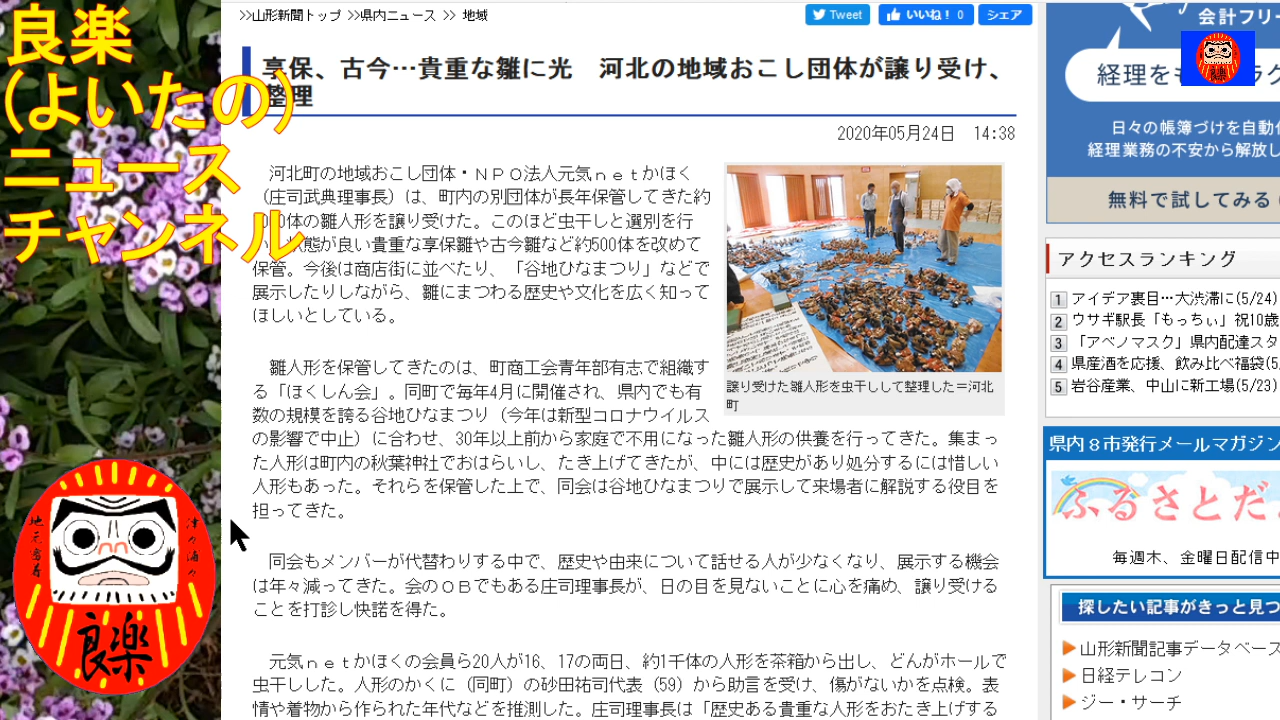 良楽
(よいたの)
ニュース
チャンネル
地元密着
津々浦々
良楽
>>山形新聞トップ >>県内ニュース >> 地域
Tweet
いいね！ 0
シェア
享保、古今…貴重な雛に光　河北の地域おこし団体が譲り受け、
整理
2020年05月24日　14:38
河北町の地域おこし団体・ＮＰＯ法人元気ｎｅｔかほく
（庄司武典理事長）は、町内の別団体が長年保管してきた約
0体の雛人形を譲り受けた。このほど虫干しと選別を行
状態が良い貴重な享保雛や古今雛など約500体を改めて
保管。今後は商店街に並べたり、「谷地ひなまつり」などで
展示したりしながら、雛にまつわる歴史や文化を広く知って
ほしいとしている。
譲り受けた雛人形を虫干しして整理した＝河北
町
雛人形を保管してきたのは、町商工会青年部有志で組織す
る「ほくしん会」。同町で毎年4月に開催され、県内でも有
数の規模を誇る谷地ひなまつり（今年は新型コロナウイルス
の影響で中止）に合わせ、30年以上前から家庭で不用になった雛人形の供養を行ってきた。集まっ
た人形は町内の秋葉神社でおはらいし、たき上げてきたが、中には歴史があり処分するには惜しい
人形もあった。それらを保管した上で、同会は谷地ひなまつりで展示して来場者に解説する役目を
担ってきた。
同会もメンバーが代替わりする中で、歴史や由来について話せる人が少なくなり、展示する機会
は年々減ってきた。会のＯＢでもある庄司理事長が、日の目を見ないことに心を痛め、譲り受ける
ことを打診し快諾を得た。
元気ｎｅｔかほくの会員ら20人が16、17の両日、約1千体の人形を茶箱から出し、どんがホールで
虫干しした。人形のかくに（同町）の砂田祐司代表（59）から助言を受け、傷がないかを点検。表
情や着物から作られた年代などを推測した。庄司理事長は「歴史ある貴重な人形をおたき上げする
会計フリー
経理をも
ラク
日々の帳簿づけを自動
経理業務の不安から解放し
無料で試してみる
アクセスランキング
1 アイデア裏目…大渋滞に(5/24)
2 ウサギ駅長「もっちぃ」祝10歳
3 「アベノマスク」県内配達スタ
4 県産酒を応援、飲み比べ福袋(5/
5 岩谷産業、中山に新工場(5/23)
県内８市発行メールマガジン
ふるさとだ
毎週木、金曜日配信中
探したい記事がきっと見つ
山形新聞記事データベース
日経テレコン
ジー・サーチ